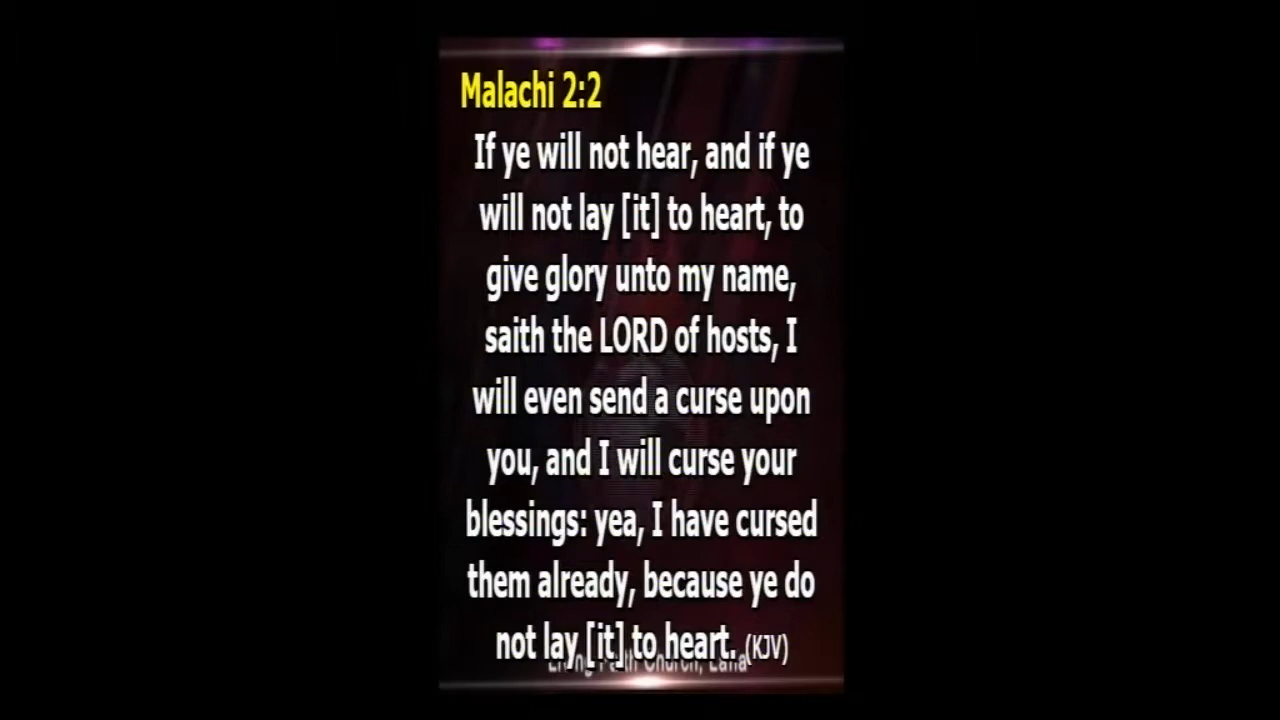 Malachi 2:2
If ye will not hear, and if ye
will not lay [it] to heart, to
give glory unto my name,
saith the LORD of hosts, I
will even send a curse upon
you, and I will curse your
blessings: yea, I have cursed
them already, because ye do
not lay [it] to heart. (KJV)
Church, Lafia